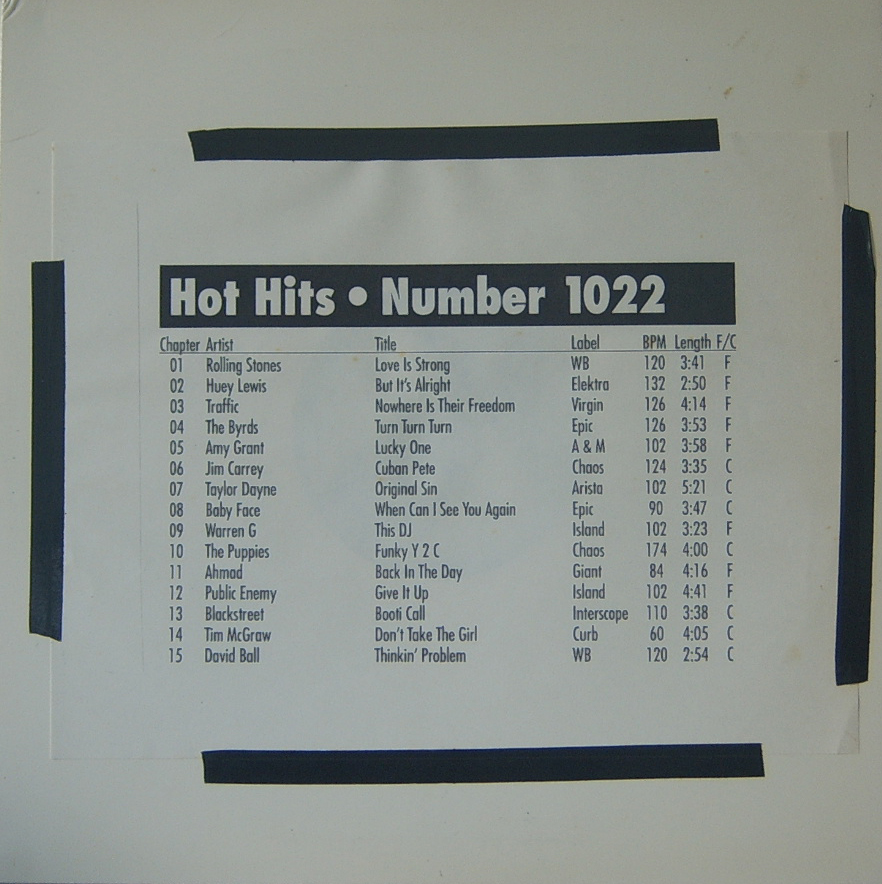 Hot Hits • Number 1022
Chapter Artist Title Label BPM Length F/C
01 Rolling Stones Love Is Strong WB 120 3:41 F
02 Huey Lewis But It's Alright Elektra 132 2:50 F
03 Traffic Nowhere Is Their Freedom Virgin 126 4:14 F
04 The Byrds Turn Turn Turn Epic 126 3:53 F
05 Amy Grant Lucky One A & M 102 3:58 F
06 Jim Carrey Cuban Pete Chaos 124 3:35 C
07 Taylor Dayne Original Sin Arista 102 5:21 C
08 Baby Face When Can I See You Again Epic 90 3:47 C
09 Warren G This DJ Island 102 3:23 F
10 The Puppies Funky Y 2 C Chaos 174 4:00 C
11 Ahmad Back In The Day Giant 84 4:16 F
12 Public Enemy Give It Up Island 102 4:41 F
13 Blackstreet Booti Call Interscope 110 3:38 C
14 Tim McGraw Don't Take The Girl Curb 60 4:05 C
15 David Ball Thinkin' Problem WB 120 2:54 C